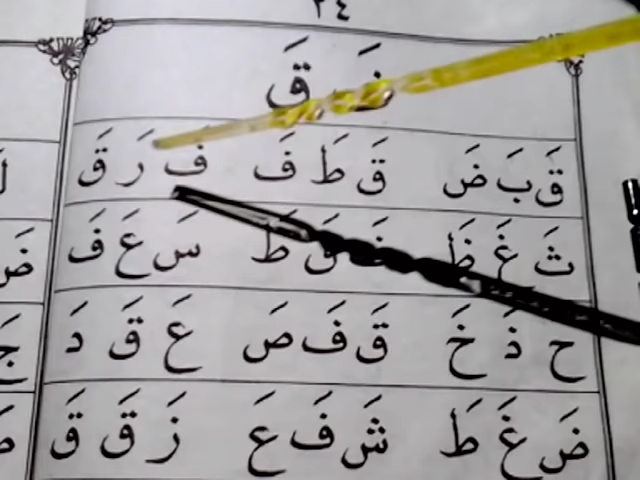 ٢٤
فَ قَ
قَ بَ ضَ قَ طَ فَ فَ رَ قَ
ثَ غَ ظَ فَ قَ طَ سَ عَ فَ
حَ ذَ خَ قَ فَ صَ عَ قَ دَ
ضَ غَ طَ شَ فَ عَ زَ قَ قَ